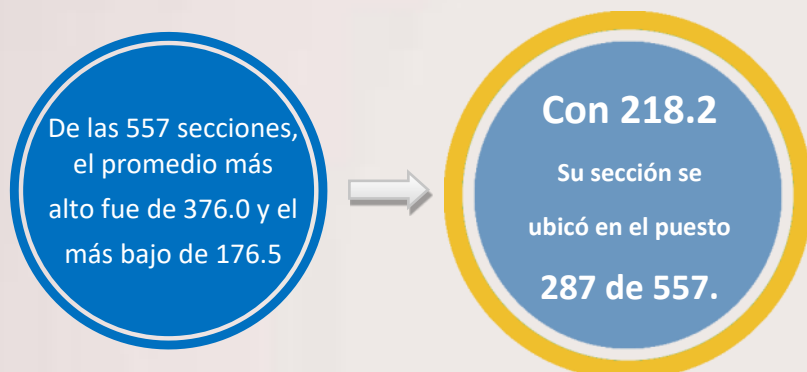 De las 557 secciones,
el promedio más
alto fue de 376.0 y el
más bajo de 176.5
Con 218.2
Su sección se
ubicó en el puesto
287 de 557.